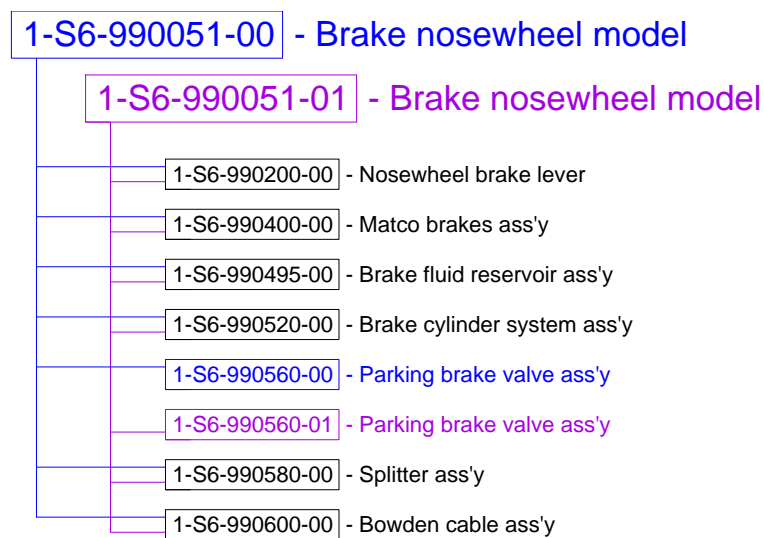 1-S6-990051-00 - Brake nosewheel model
1-S6-990051-01 - Brake nosewheel model
1-S6-990200-00 - Nosewheel brake lever
1-S6-990400-00 - Matco brakes ass'y
1-S6-990495-00 - Brake fluid reservoir ass'y
1-S6-990520-00 - Brake cylinder system ass'y
1-S6-990560-00 - Parking brake valve ass'y
1-S6-990560-01 - Parking brake valve ass'y
1-S6-990580-00 - Splitter ass'y
1-S6-990600-00 - Bowden cable ass'y